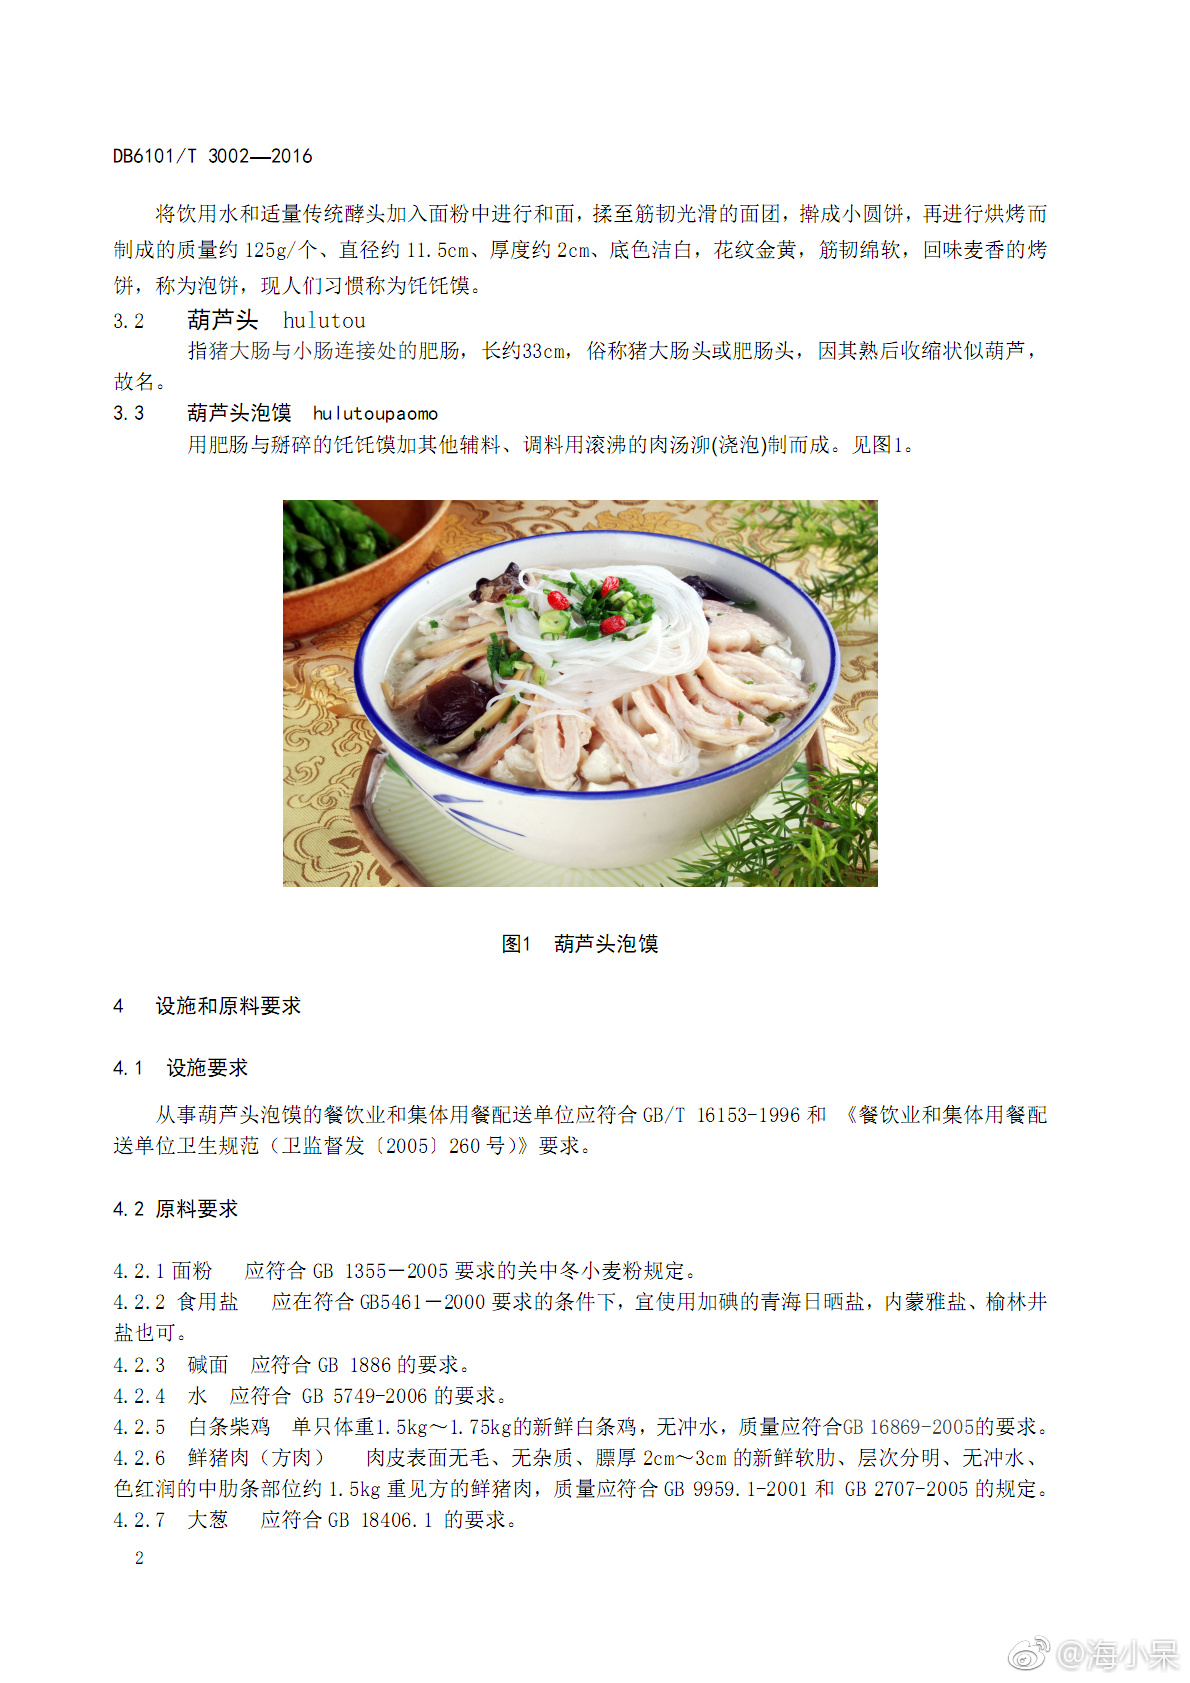 DB6101/T 3002—2016
将饮用水和适量传统酵头加入面粉中进行和面，揉至筋韧光滑的面团，擀成小圆饼，再进行烘烤而
制成的质量约 125g/个、直径约 11.5cm、厚度约 2cm、底色洁白，花纹金黄，筋韧绵软，回味麦香的烤
饼，称为泡饼，现人们习惯称为饦饦馍。
3.2 葫芦头 hulutou
指猪大肠与小肠连接处的肥肠，长约33cm，俗称猪大肠头或肥肠头，因其熟后收缩状似葫芦，
故名。
3.3 葫芦头泡馍 hulutoupaomo
用肥肠与掰碎的饦饦馍加其他辅料、调料用滚沸的肉汤泖(浇泡)制而成。见图1。
图1 葫芦头泡馍
4 设施和原料要求
4.1 设施要求
从事葫芦头泡馍的餐饮业和集体用餐配送单位应符合 GB/T 16153-1996 和 《餐饮业和集体用餐配
送单位卫生规范（卫监督发〔2005〕260 号）》要求。
4.2 原料要求
4.2.1 面粉 应符合 GB 1355－2005 要求的关中冬小麦粉规定。
4.2.2 食用盐 应在符合 GB5461－2000 要求的条件下，宜使用加碘的青海日晒盐，内蒙雅盐、榆林井
盐也可。
4.2.3 碱面 应符合 GB 1886 的要求。
4.2.4 水 应符合 GB 5749-2006 的要求。
4.2.5 白条柴鸡 单只体重1.5kg～1.75kg的新鲜白条鸡，无冲水，质量应符合GB 16869-2005的要求。
4.2.6 鲜猪肉（方肉） 肉皮表面无毛、无杂质、膘厚 2cm～3cm 的新鲜软肋、层次分明、无冲水、
色红润的中肋条部位约 1.5kg 重见方的鲜猪肉，质量应符合 GB 9959.1-2001 和 GB 2707-2005 的规定。
4.2.7 大葱 应符合 GB 18406.1 的要求。
2
@海小呆